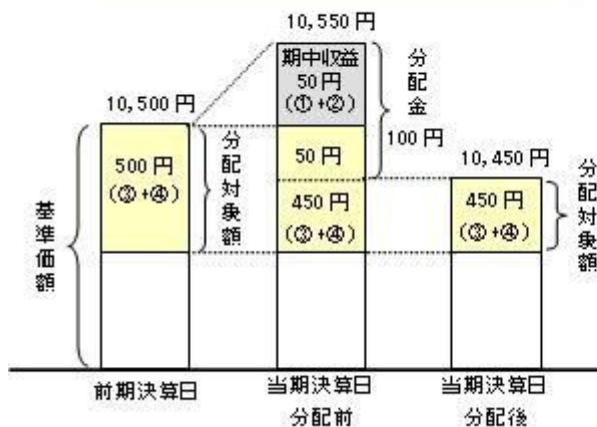 10,550円
期中収益
50円
(①+②)
分配金
100円
10,500円
500円
(③+④)
分配対象額
50円
450円
(③+④)
10,450円
450円
(③+④)
分配対象額
基準価額
前期決算日
当期決算日
分配前
当期決算日
分配後